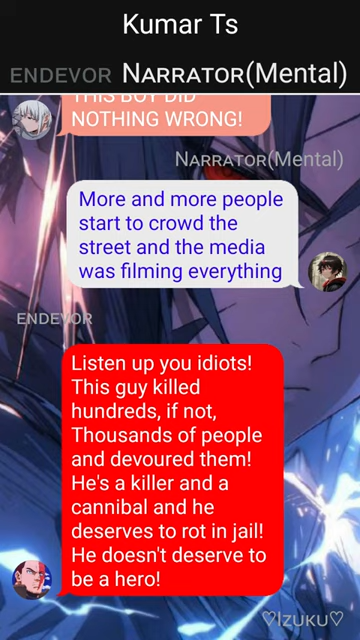 Kumar Ts
ENDEVOR Narrator(Mental)
THIS BOY DID
NOTHING WRONG!
Narrator(Mental)
More and more people
start to crowd the
street and the media
was filming everything
ENDEVOR
Listen up you idiots!
This guy killed
hundreds, if not,
Thousands of people
and devoured them!
He's a killer and a
cannibal and he
deserves to rot in jail!
He doesn't deserve to
be a hero!
♡Izuku♡